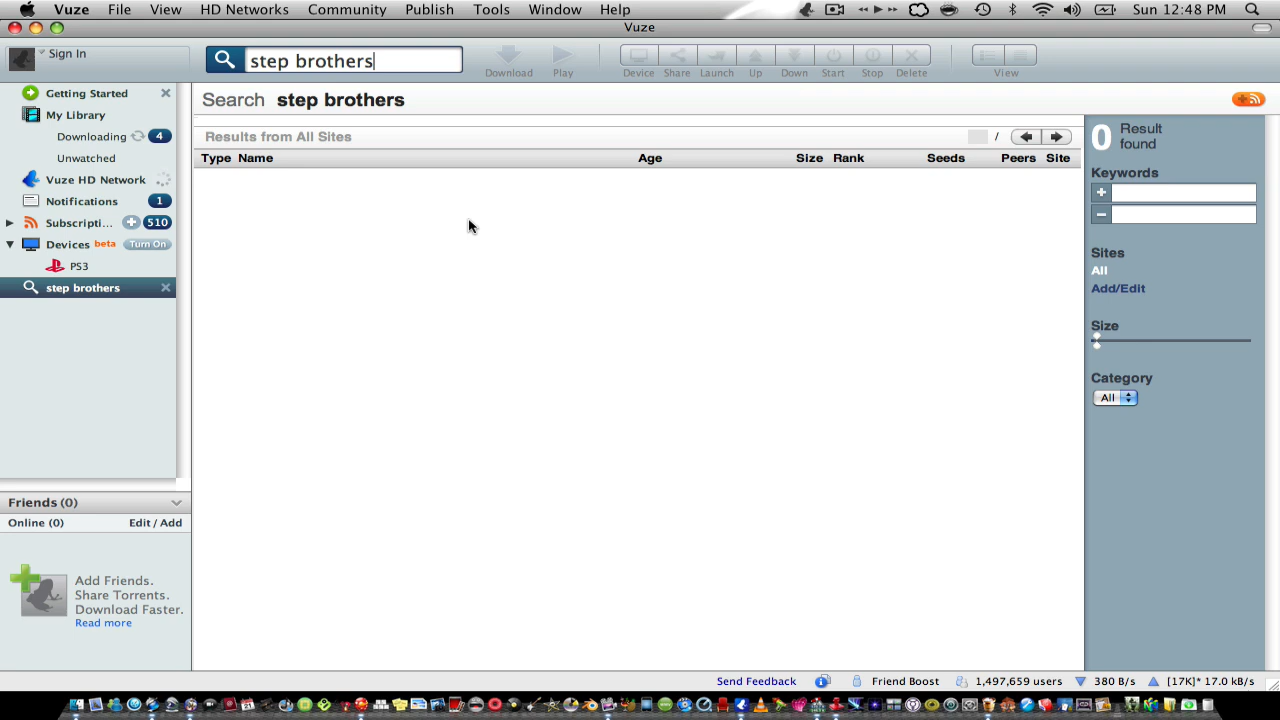 Vuze File View HD Networks Community Publish Tools Window Help Sun 12:48 PM
Vuze
Sign In
step brothers
Download Play Device Share Launch Up Down Start Stop Delete View
Getting Started
My Library
Downloading 4
Unwatched
Vuze HD Network
Notifications 1
Subscripti... 510
Devices beta Turn On
PS3
step brothers
Search step brothers
Results from All Sites /
Type Name Age Size Rank Seeds Peers Site
0 Result
found
Keywords
Sites
All
Add/Edit
Size
Category
All
Friends (0)
Online (0) Edit / Add
Add Friends.
Share Torrents.
Download Faster.
Read more
Send Feedback Friend Boost 1,497,659 users 380 B/s [17K]* 17.0 kB/s